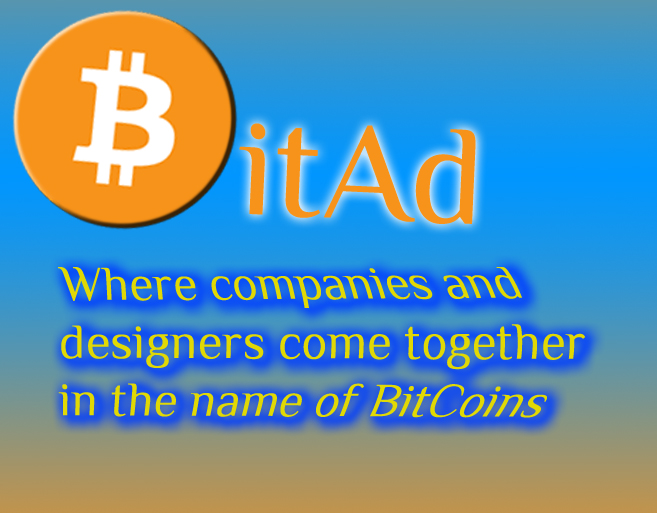 BitAd
Where companies and
designers come together
in the name of BitCoins